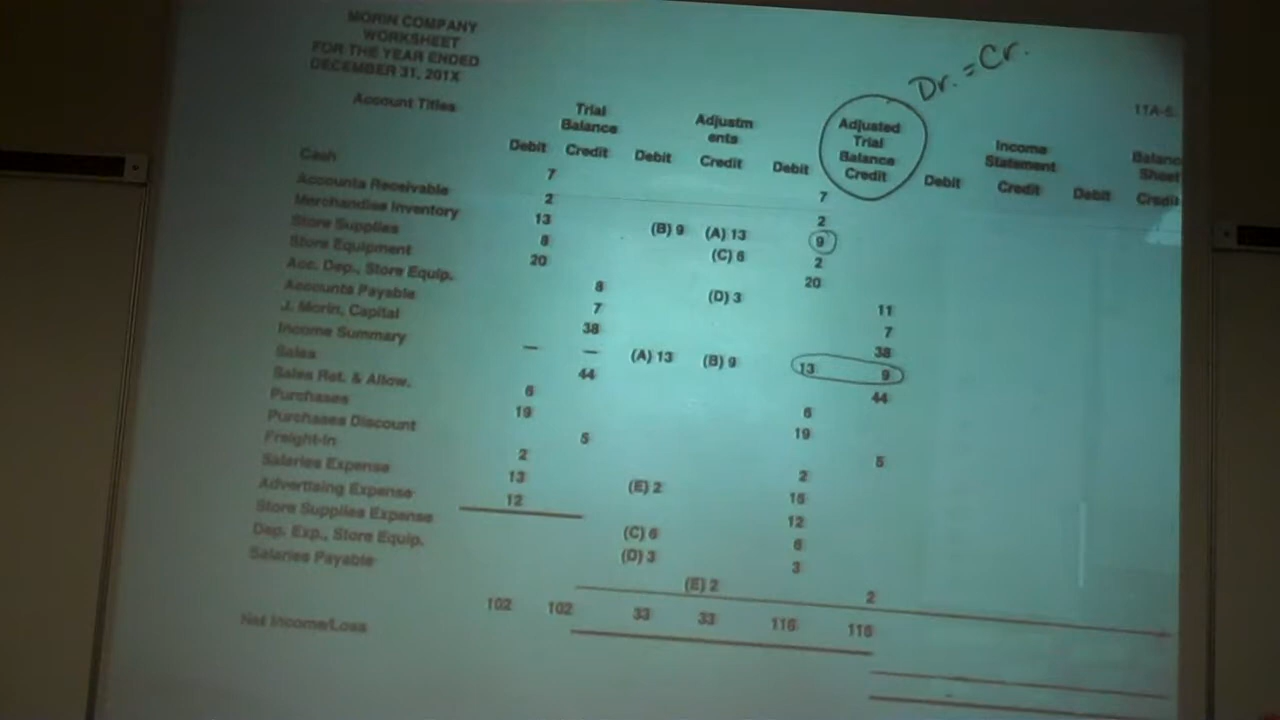 MORIN COMPANY
WORKSHEET
FOR THE YEAR ENDED
DECEMBER 31, 201X
Dr. = Cr.
11A-6.
Account Titles Trial Balance Adjustments Adjusted Trial Balance Income Statement Balanc Sheet
Debit Credit Debit Credit Debit Credit Debit Credit Debit Credit
Cash 7 7
Accounts Receivable 2 2
Merchandise Inventory 13 (B) 9 (A) 13 9
Store Supplies 8 (C) 6 2
Store Equipment 20 20
Acc. Dep., Store Equip. 8 (D) 3 11
Accounts Payable 7 7
J. Morin, Capital 38 38
Income Summary — — (A) 13 (B) 9 13 9
Sales 44 44
Sales Ret. & Allow. 6 6
Purchases 19 19
Purchases Discount 5 5
Freight-In 2 2
Salaries Expense 13 (E) 2 15
Advertising Expense 12 12
Store Supplies Expense (C) 6 6
Dep. Exp., Store Equip. (D) 3 3
Salaries Payable (E) 2 2
102 102 33 33 116 116
Net Income/Loss